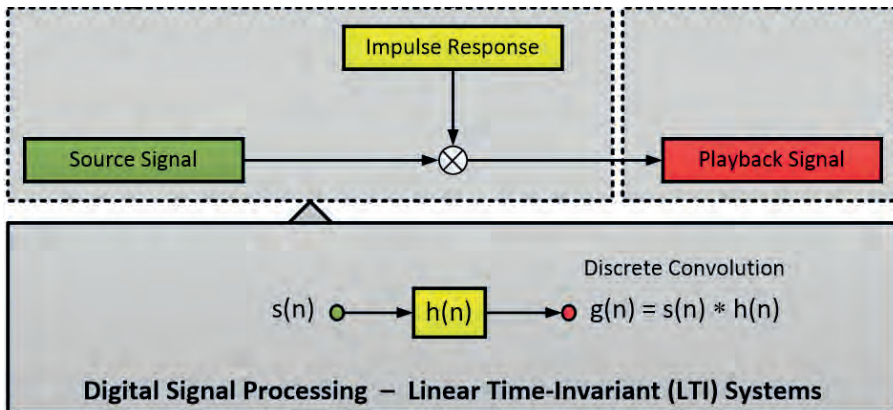 Impulse Response
Source Signal
Playback Signal
Discrete Convolution
s(n)
h(n)
g(n) = s(n) * h(n)
Digital Signal Processing – Linear Time-Invariant (LTI) Systems